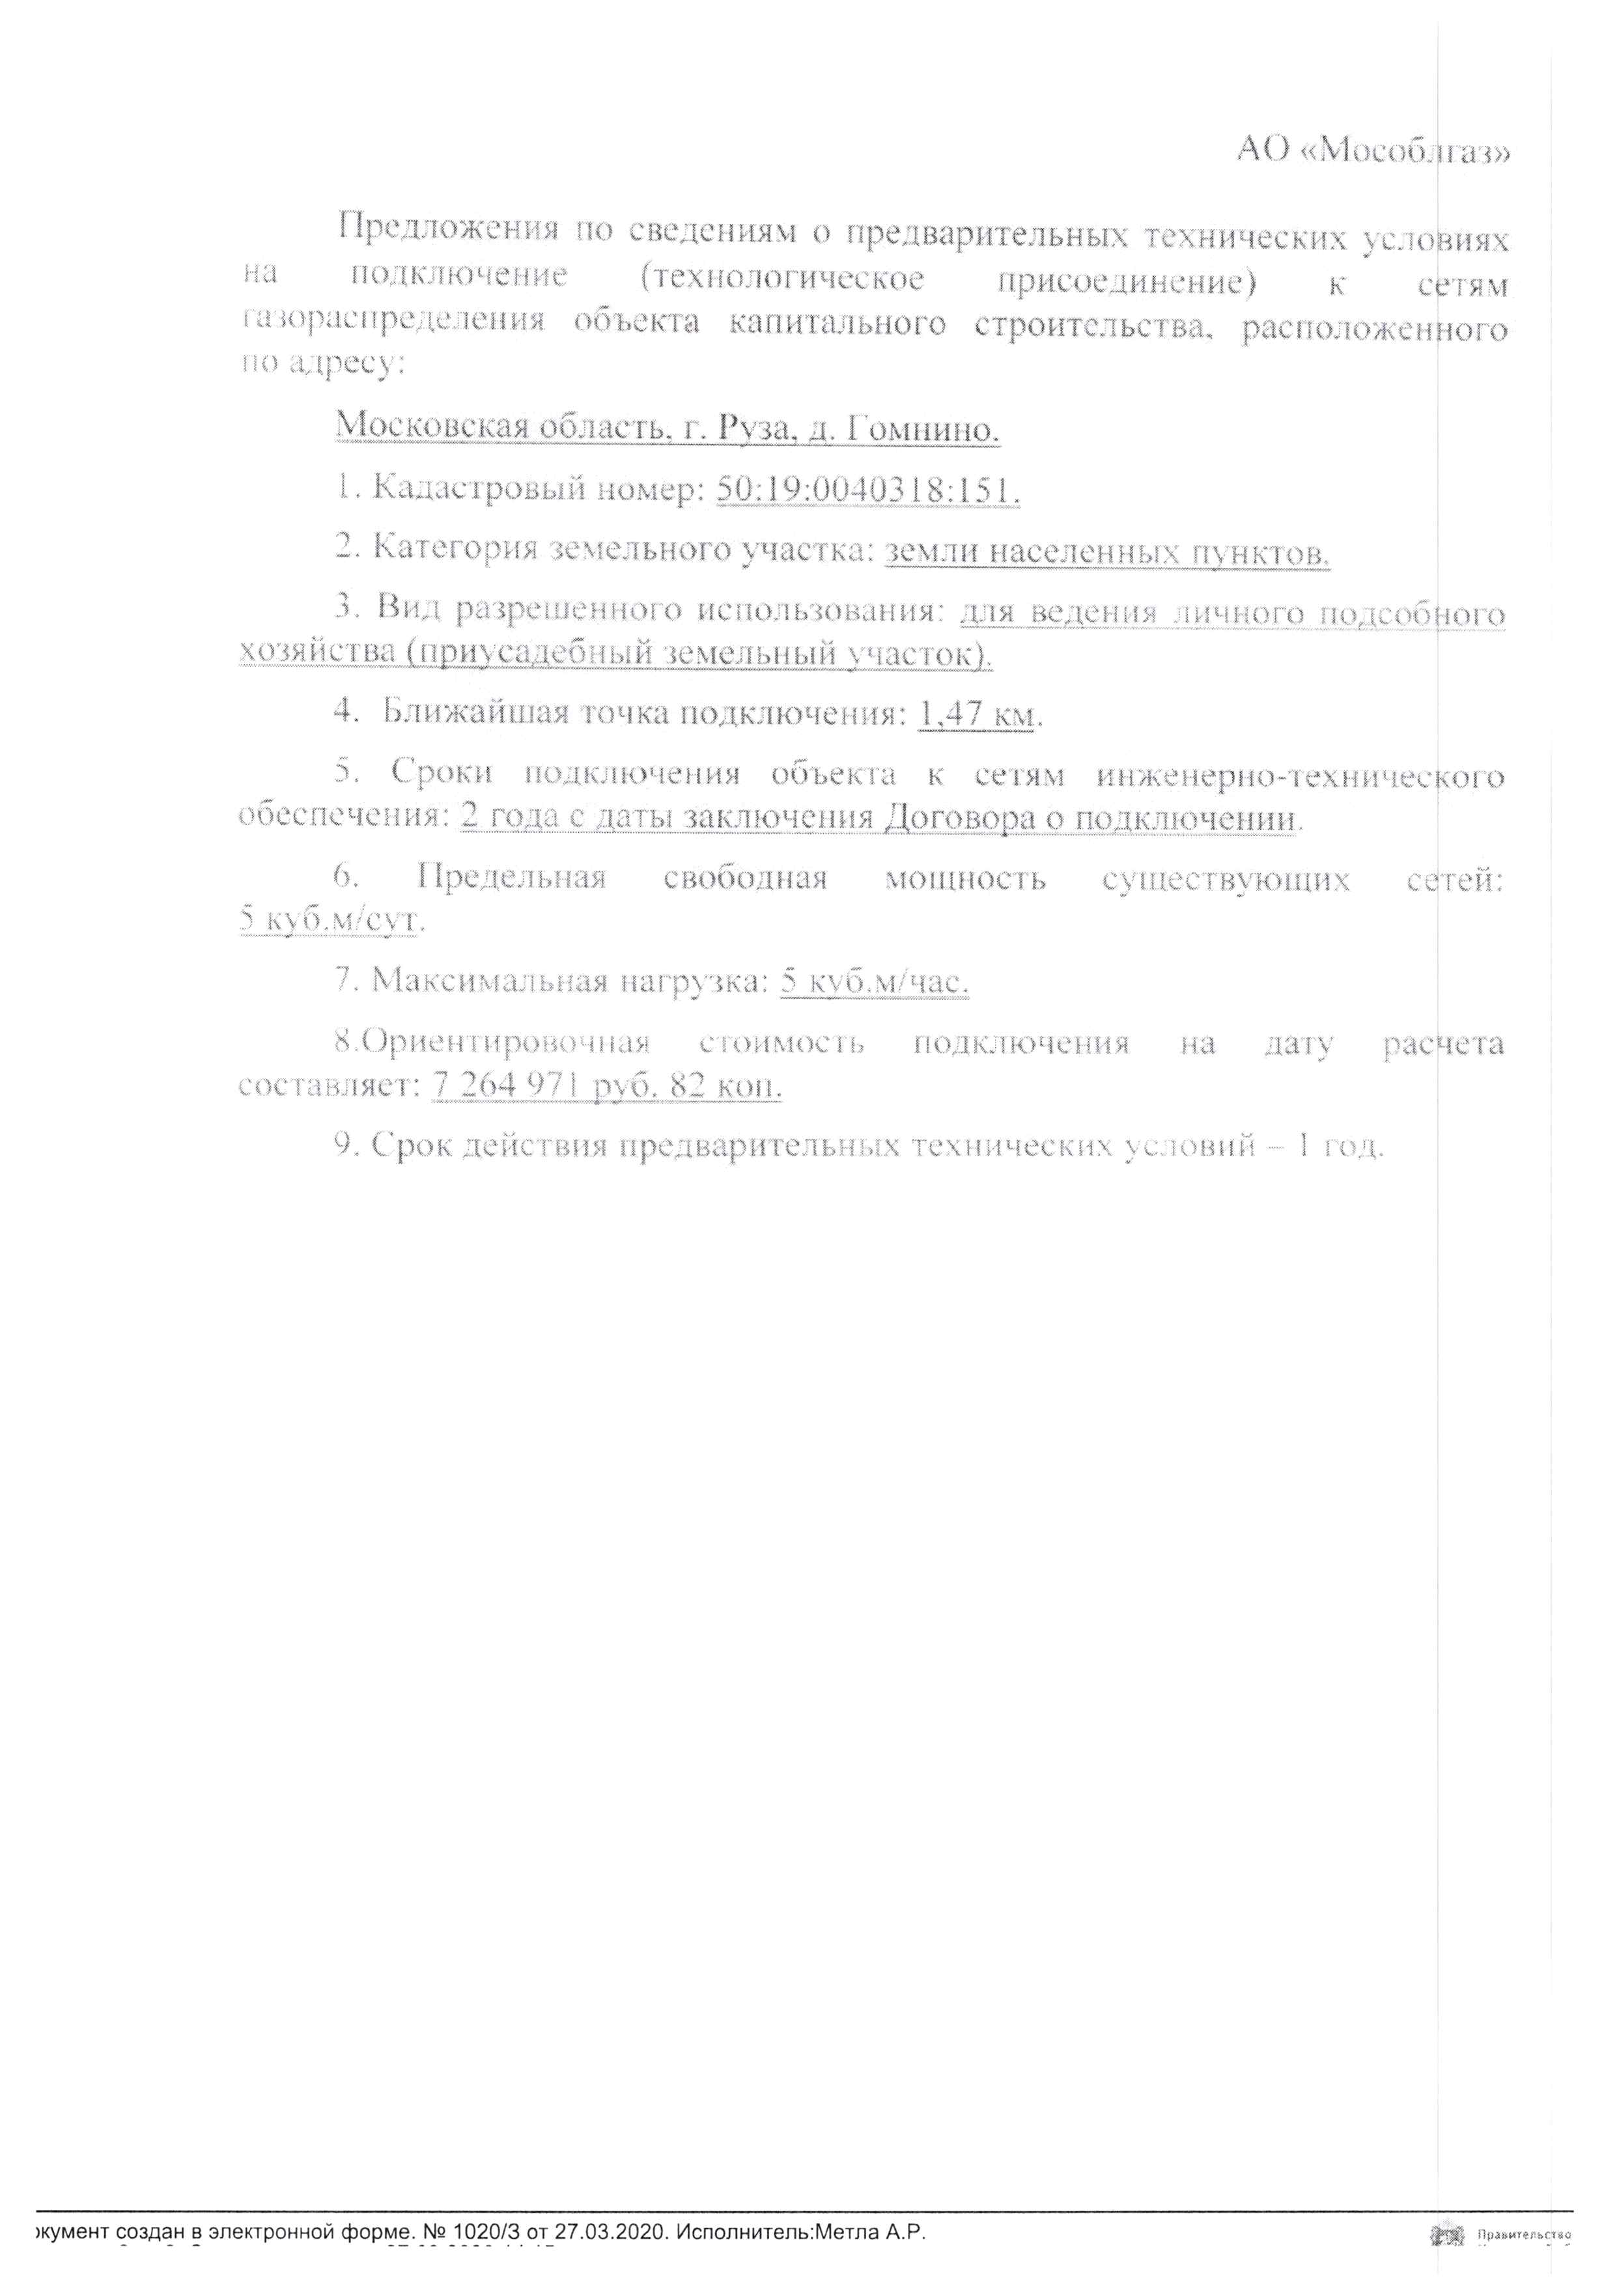 АО «Мособлгаз»
Предложения по сведениям о предварительных технических условиях
на подключение (технологическое присоединение) к сетям
газораспределения объекта капитального строительства, расположенного
по адресу:
Московская область, г. Руза, д. Гомнино.
1. Кадастровый номер: 50:19:0040318:151.
2. Категория земельного участка: земли населенных пунктов.
3. Вид разрешенного использования: для ведения личного подсобного
хозяйства (приусадебный земельный участок).
4. Ближайшая точка подключения: 1,47 км.
5. Сроки подключения объекта к сетям инженерно-технического
обеспечения: 2 года с даты заключения Договора о подключении.
6. Предельная свободная мощность существующих сетей:
5 куб.м/сут.
7. Максимальная нагрузка: 5 куб.м/час.
8.Ориентировочная стоимость подключения на дату расчета
составляет: 7 264 971 руб. 82 коп.
9. Срок действия предварительных технических условий – 1 год.
окумент создан в электронной форме. № 1020/3 от 27.03.2020. Исполнитель:Метла А.Р.
Правительство